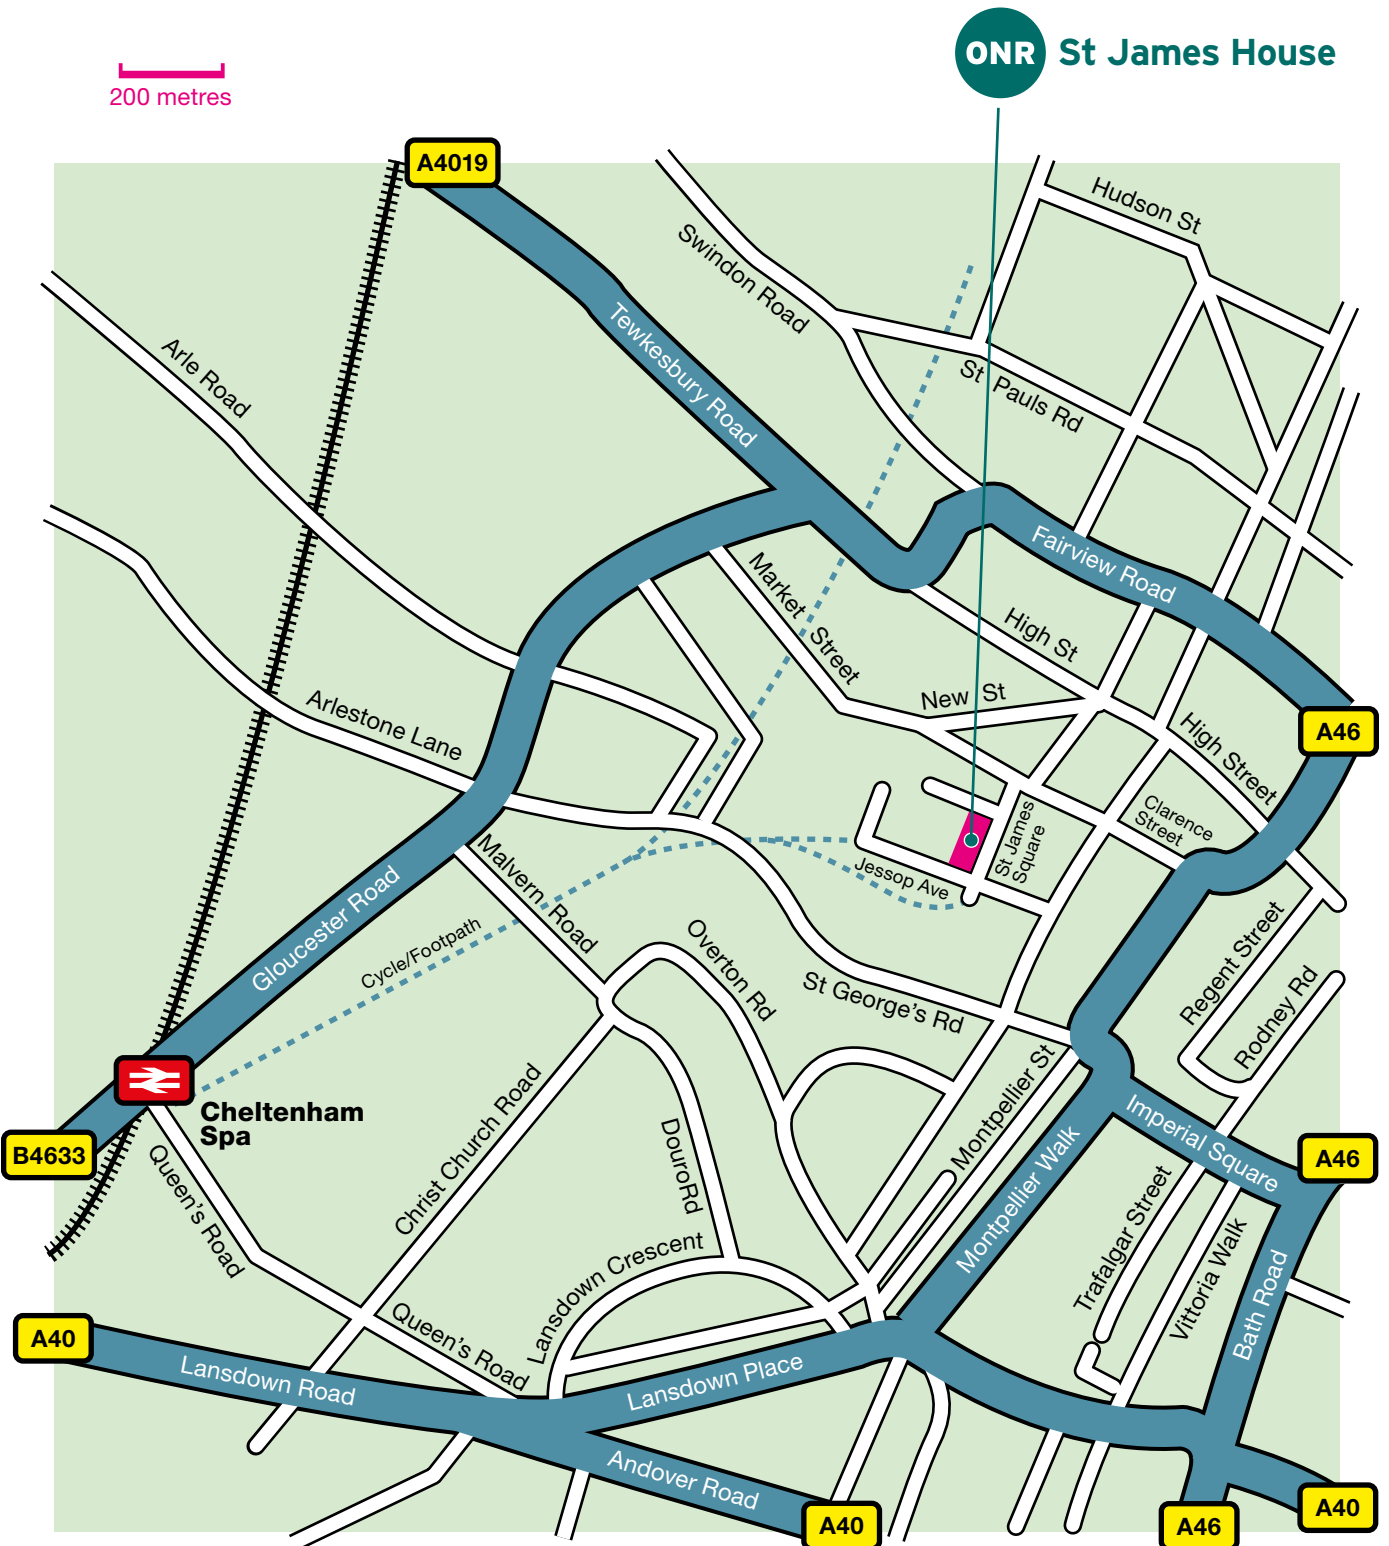 ONR St James House
200 metres
A4019
Hudson St
Swindon Road
Tewkesbury Road
Arle Road
St Pauls Rd
Fairview Road
Market Street
High St
New St
Arlestone Lane
A46
High Street
Clarence
Street
St James
Square
Jessop Ave
Malvern Road
Gloucester Road
Cycle/Footpath
Overton Rd
St George's Rd
Regent Street
Rodney Rd
Cheltenham
Spa
B4633
Christ Church Road
DouroRd
Montpellier St
Montpellier Walk
Imperial Square
A46
Queen's Road
Trafalgar Street
Vittoria Walk
Bath Road
Lansdown Crescent
A40
Queen's Road
Lansdown Road
Lansdown Place
Andover Road
A40
A46
A40